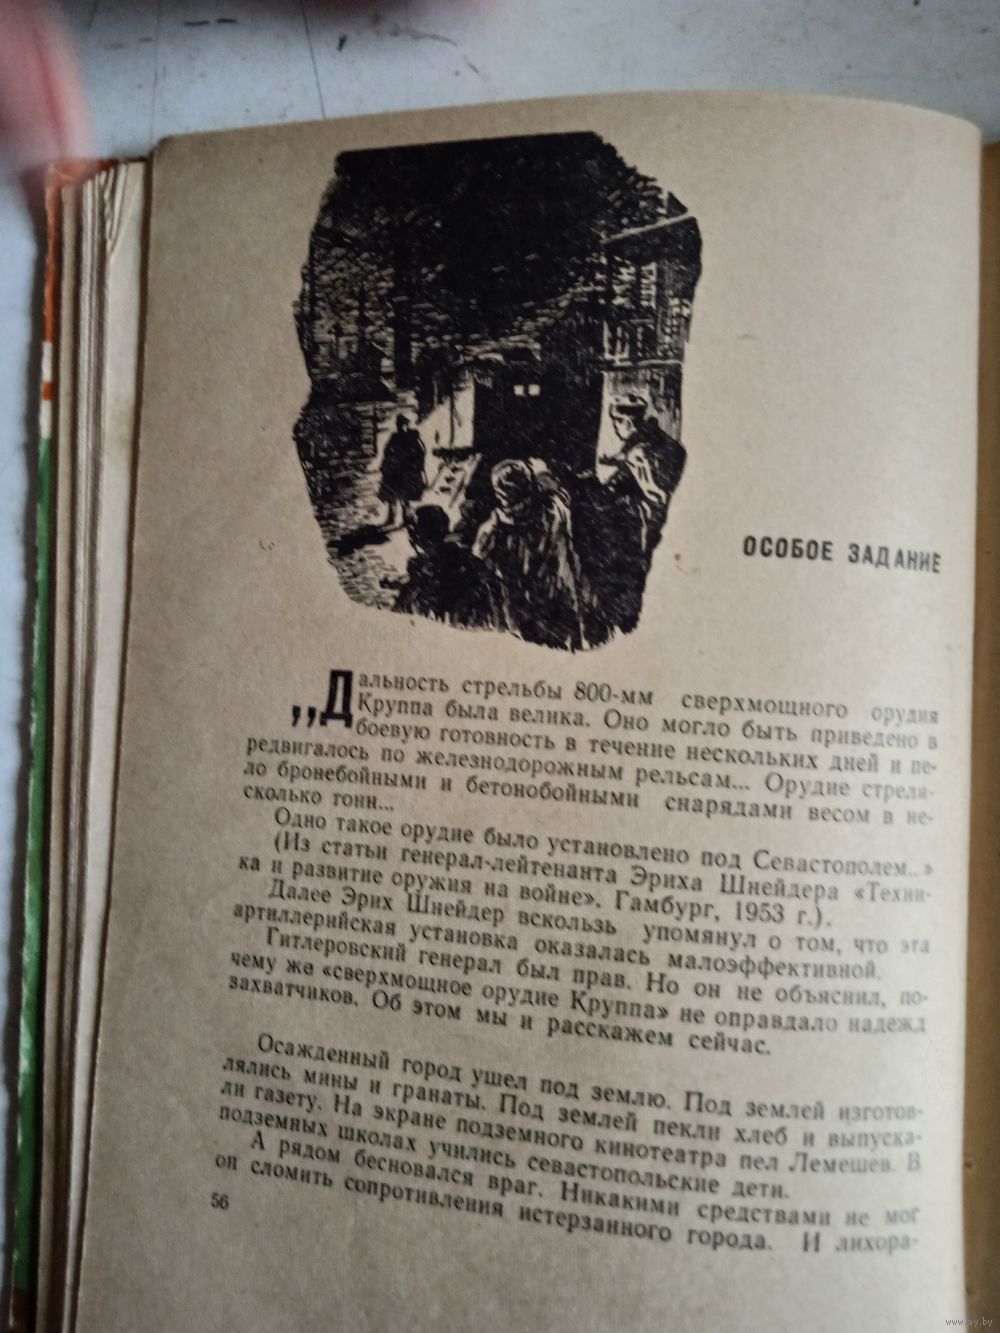 ОСОБОЕ ЗАДАНИЕ
„Дальность стрельбы 800-мм сверхмощного орудия
Круппа была велика. Оно могло быть приведено в
боевую готовность в течение нескольких дней и пе-
редвигалось по железнодорожным рельсам... Орудие стреля-
ло бронебойными и бетонобойными снарядами весом в не-
сколько тонн...
Одно такое орудие было установлено под Севастополем..»
(Из статьи генерал-лейтенанта Эриха Шнейдера «Техни-
ка и развитие оружия на войне». Гамбург, 1953 г.).
Далее Эрих Шнейдер вскользь упомянул о том, что эта
артиллерийская установка оказалась малоэффективной.
Гитлеровский генерал был прав. Но он не объяснил, по-
чему же «сверхмощное орудие Круппа» не оправдало надежд
захватчиков. Об этом мы и расскажем сейчас.
Осажденный город ушел под землю. Под землей изготов-
лялись мины и гранаты. Под землей пекли хлеб и выпуска-
ли газету. На экране подземного кинотеатра пел Лемешев. В
подземных школах учились севастопольские дети.
А рядом бесновался враг. Никакими средствами не мог
он сломить сопротивления истерзанного города. И лихора-
56
www.ay.by